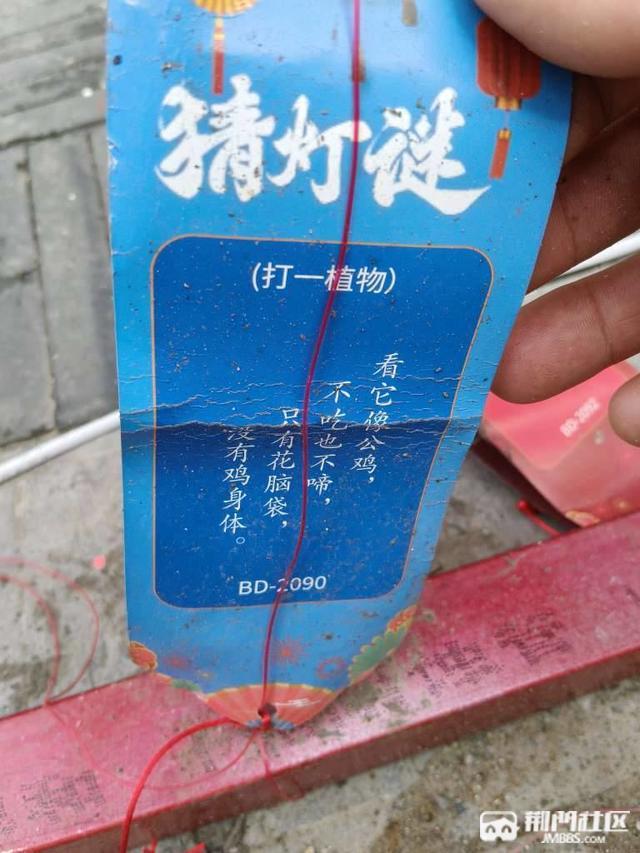 猜灯谜
(打一植物)
看它像公鸡，
不吃也不啼，
只有花脑袋，
没有鸡身体。
BD-2090
BD-2092
荆门社区
JMBBS.COM